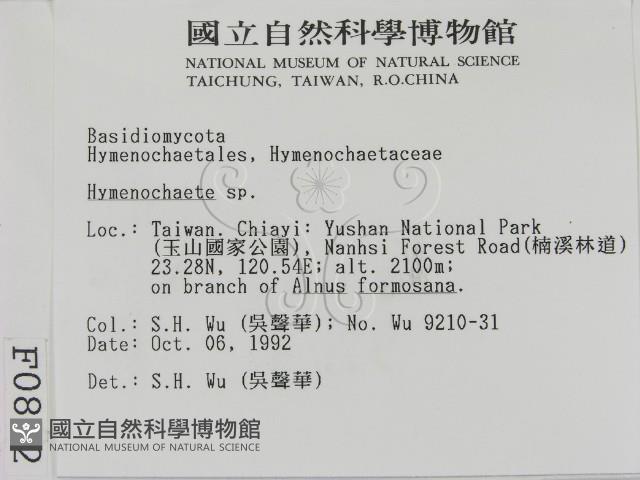 國立自然科學博物館
NATIONAL MUSEUM OF NATURAL SCIENCE
TAICHUNG, TAIWAN, R.O.CHINA
Basidiomycota
Hymenochaetales, Hymenochaetaceae
Hymenochaete sp.
Loc.: Taiwan. Chiayi: Yushan National Park
(玉山國家公園), Nanhsi Forest Road(楠溪林道)
23.28N, 120.54E; alt. 2100m;
on branch of Alnus formosana.
Col.: S.H. Wu (吳聲華); No. Wu 9210-31
Date: Oct. 06, 1992
Det.: S.H. Wu (吳聲華)
國立自然科學博物館
NATIONAL MUSEUM OF NATURAL SCIENCE